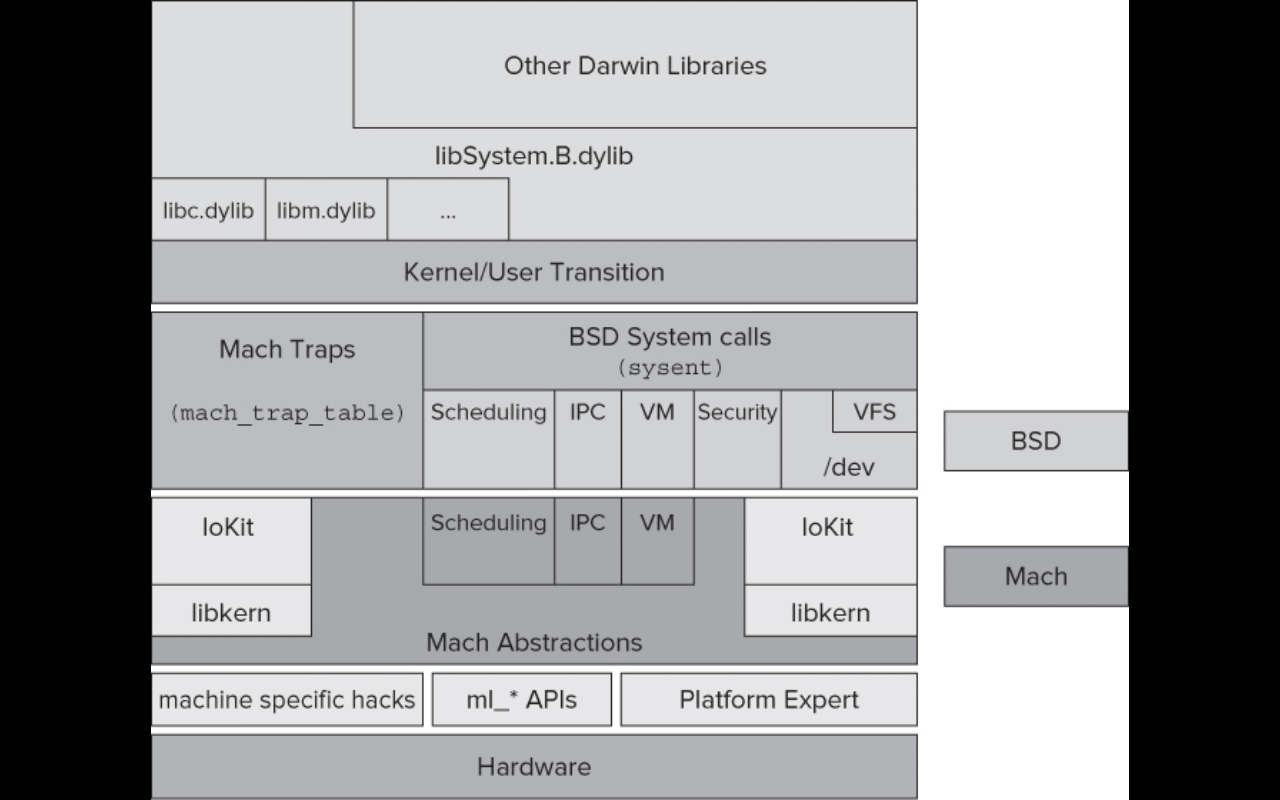 Other Darwin Libraries
libSystem.B.dylib
libc.dylib
libm.dylib
...
Kernel/User Transition
Mach Traps
(mach_trap_table)
BSD System calls
(sysent)
Scheduling
IPC
VM
Security
VFS
/dev
BSD
IoKit
libkern
Scheduling
IPC
VM
IoKit
libkern
Mach Abstractions
Mach
machine specific hacks
ml_* APIs
Platform Expert
Hardware